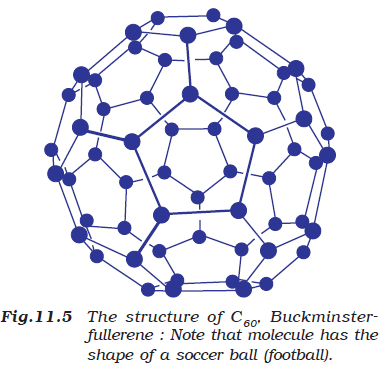 Fig.11.5 The structure of C60, Buckminster-
fullerene : Note that molecule has the
shape of a soccer ball (football).